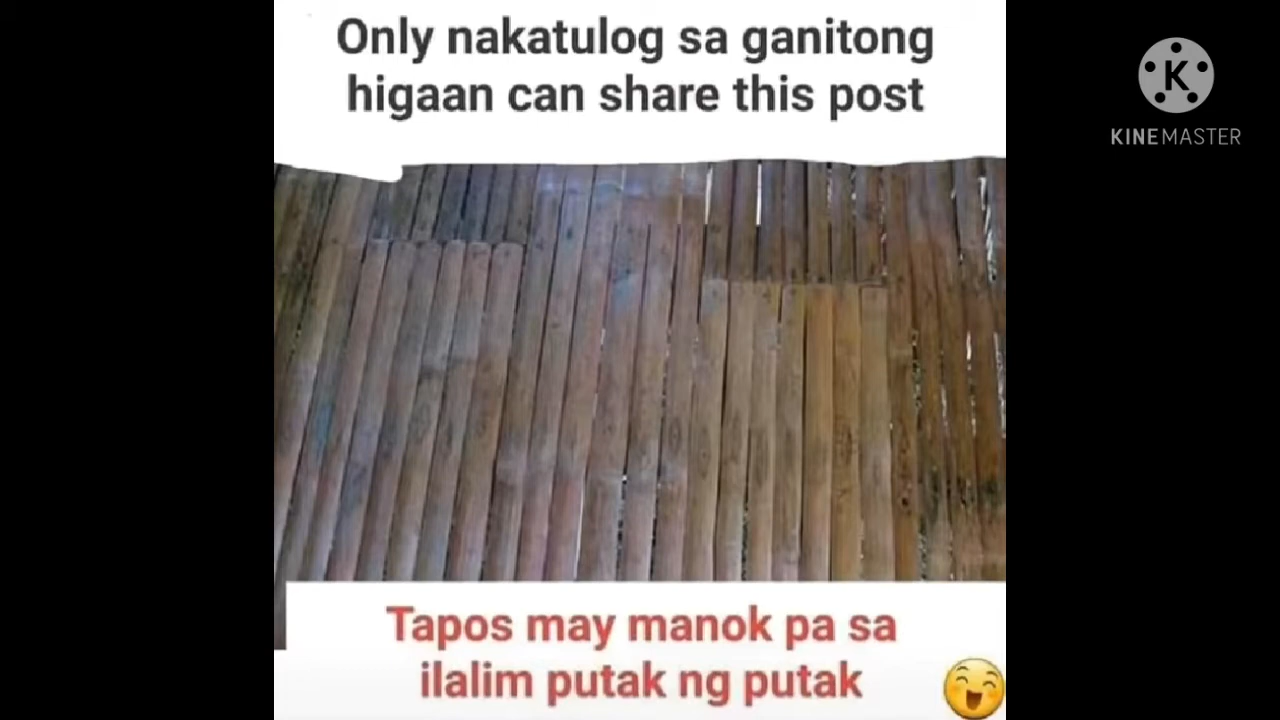 Only nakatulog sa ganitong
higaan can share this post
KINEMASTER
Tapos may manok pa sa
ilalim putak ng putak